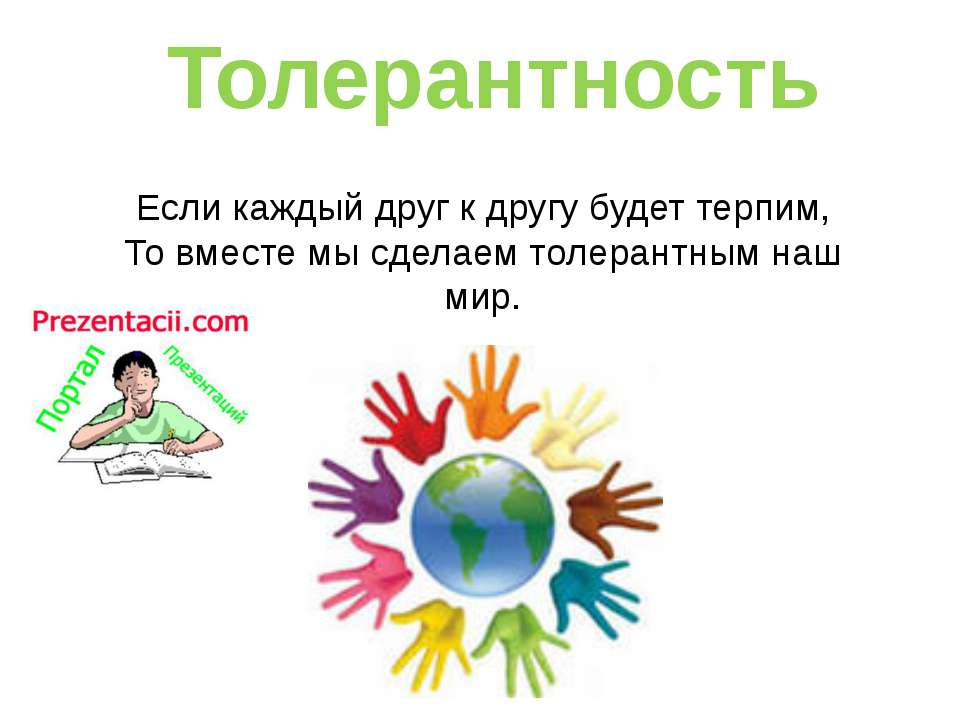 Толерантность
Если каждый друг к другу будет терпим,
То вместе мы сделаем толерантным наш
мир.
Prezentacii.com
Портал
Презентаций